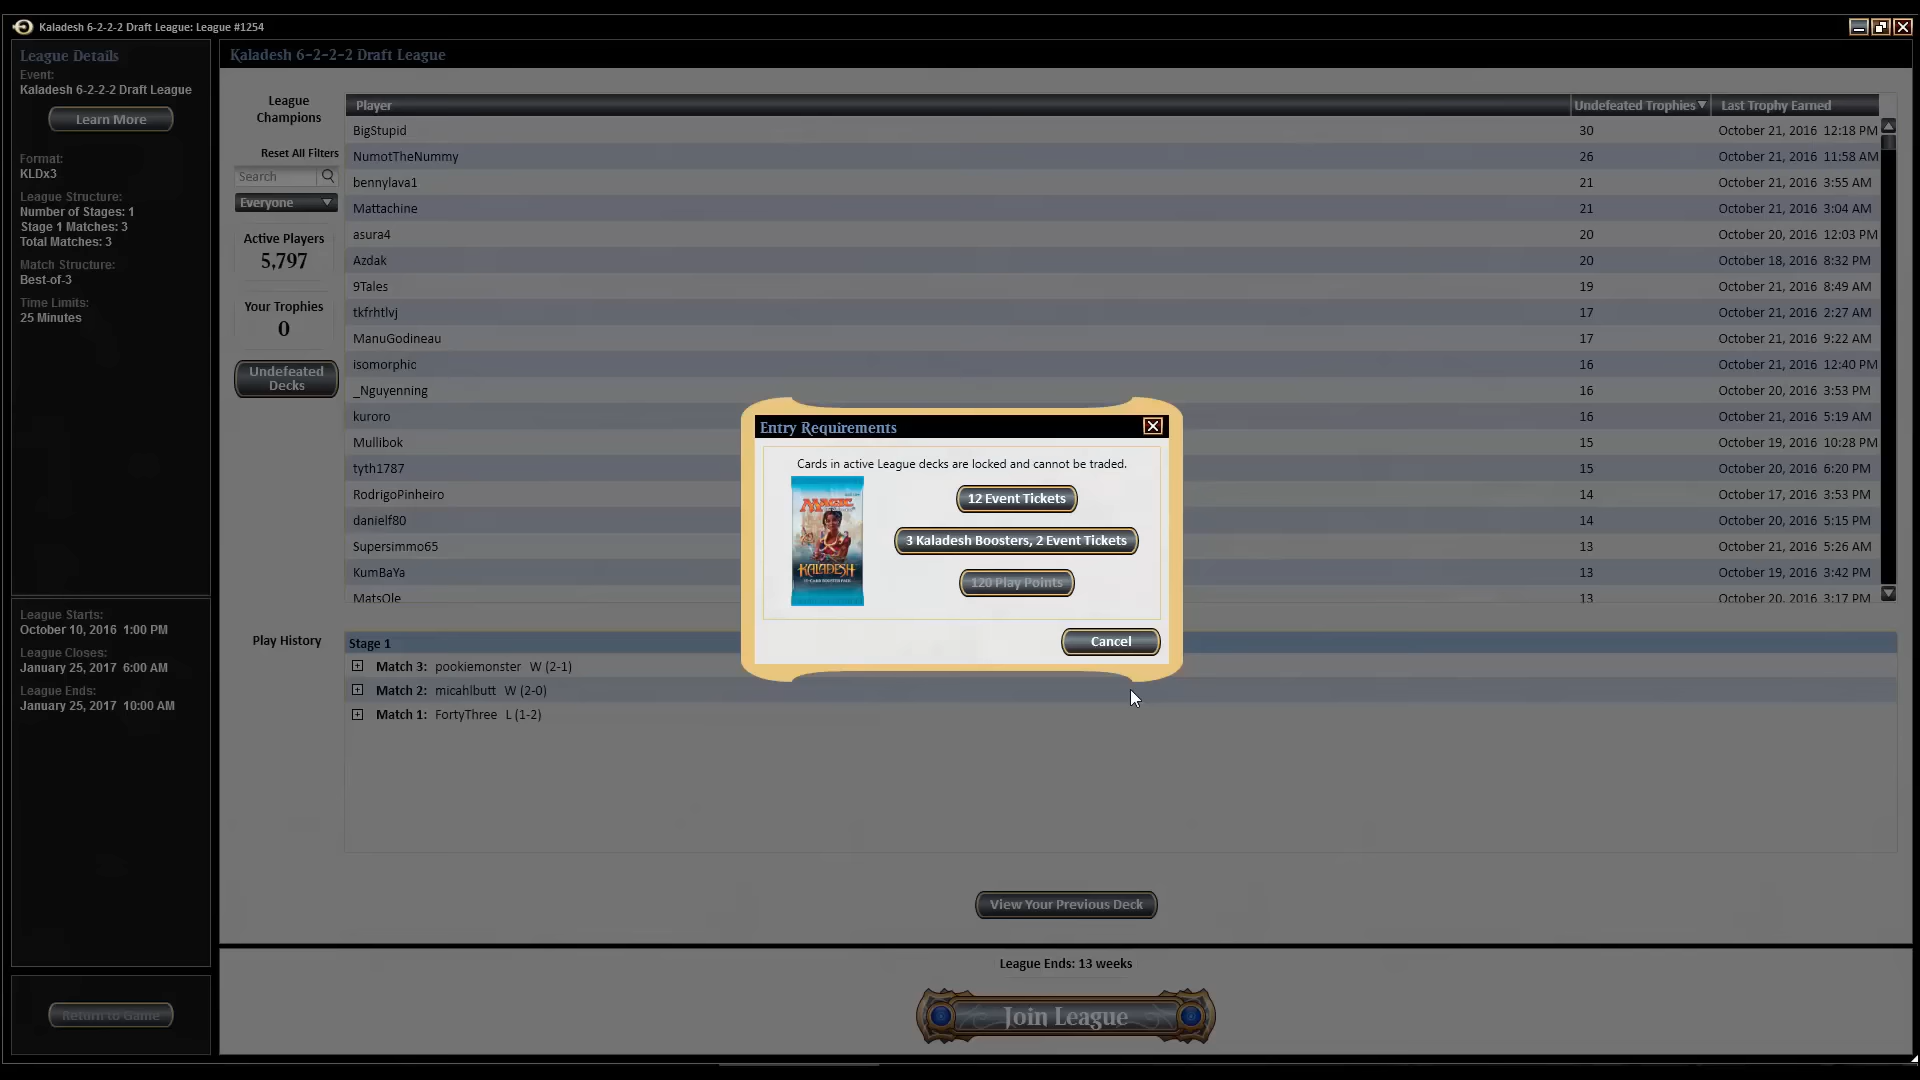 Kaladesh 6-2-2-2 Draft League: League #1254
League Details
Event:
Kaladesh 6-2-2-2 Draft League
Learn More
Format:
KLDx3
League Structure:
Number of Stages: 1
Stage 1 Matches: 3
Total Matches: 3
Match Structure:
Best-of-3
Time Limits:
25 Minutes
League Starts:
October 10, 2016 1:00 PM
League Closes:
January 25, 2017 6:00 AM
League Ends:
January 25, 2017 10:00 AM
Return to Game
Kaladesh 6-2-2-2 Draft League
League
Champions
Reset All Filters
Search
Everyone
Active Players
5,797
Your Trophies
0
Undefeated
Decks
Player Undefeated Trophies Last Trophy Earned
BigStupid 30 October 21, 2016 12:18 PM
NumotTheNummy 26 October 21, 2016 11:58 AM
bennylava1 21 October 21, 2016 3:55 AM
Mattachine 21 October 21, 2016 3:04 AM
asura4 20 October 20, 2016 12:03 PM
Azdak 20 October 18, 2016 8:32 PM
9Tales 19 October 21, 2016 8:49 AM
tkfrhtlvj 17 October 21, 2016 2:27 AM
ManuGodineau 17 October 21, 2016 9:22 AM
isomorphic 16 October 21, 2016 12:40 PM
_Nguyenning 16 October 20, 2016 3:53 PM
kuroro 16 October 21, 2016 5:19 AM
Mullibok 15 October 19, 2016 10:28 PM
tyth1787 15 October 20, 2016 6:20 PM
RodrigoPinheiro 14 October 17, 2016 3:53 PM
danielf80 14 October 20, 2016 5:15 PM
Supersimmo65 13 October 21, 2016 5:26 AM
KumBaYa 13 October 19, 2016 3:42 PM
MatsOle 13 October 20, 2016 3:17 PM
Entry Requirements
Cards in active League decks are locked and cannot be traded.
MAGIC
KALADESH
12 Event Tickets
3 Kaladesh Boosters, 2 Event Tickets
120 Play Points
Cancel
Play History
Stage 1
Match 3: pookiemonster W (2-1)
Match 2: micahlbutt W (2-0)
Match 1: FortyThree L (1-2)
View Your Previous Deck
League Ends: 13 weeks
Join League